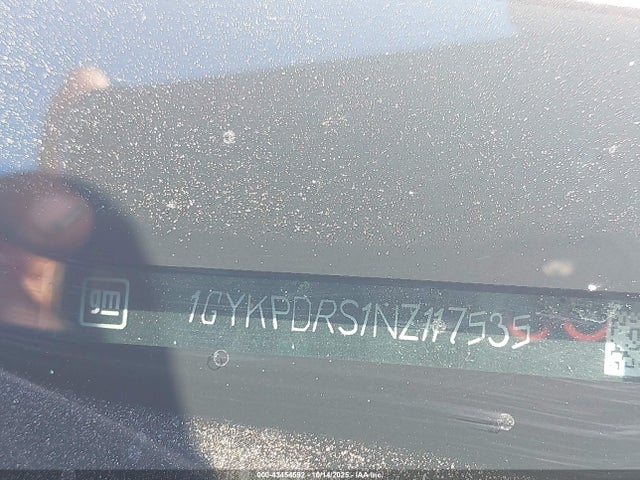 gm
1GYKPDRS1NZ117535
000-43454592 - 10/14/2025 - IAA Inc.